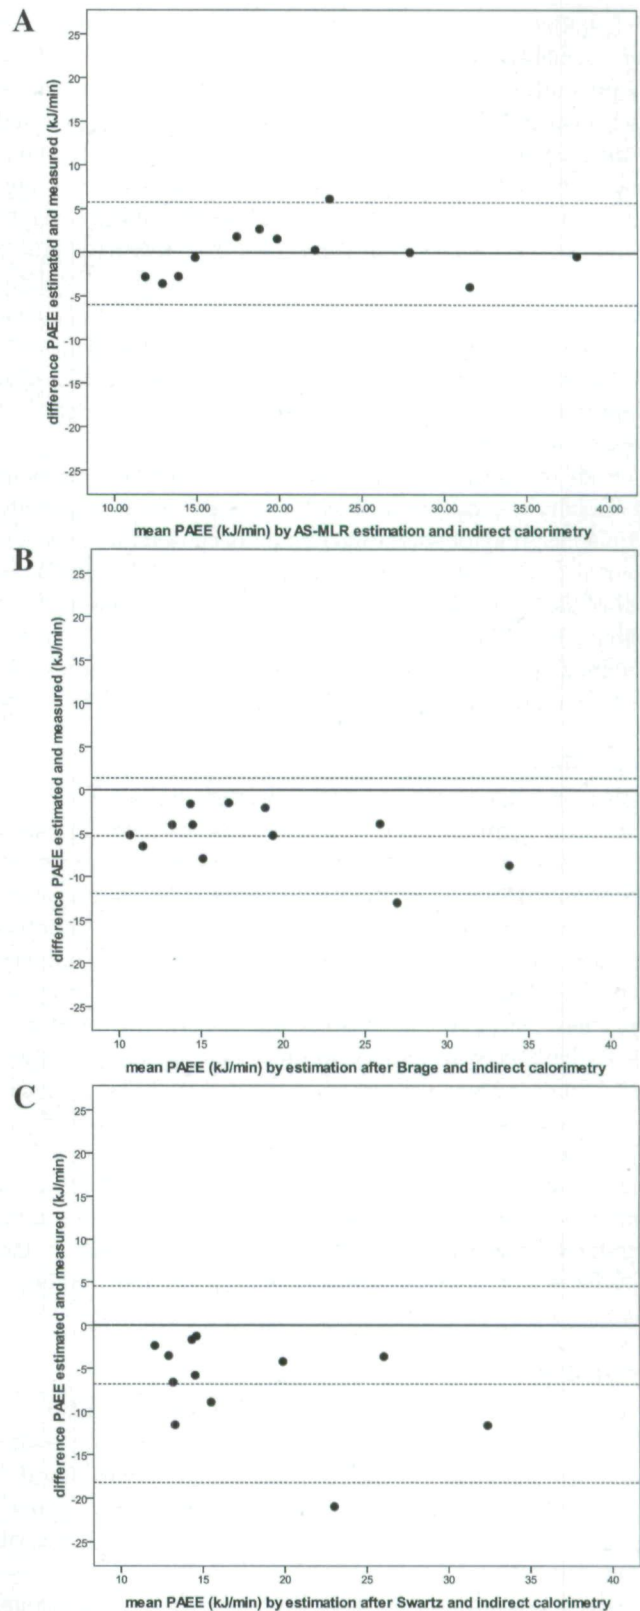 A
difference PAEE estimated and measured (kJ/min)
25
20
15
10
5
0
-5
-10
-15
-20
-25
10.00 15.00 20.00 25.00 30.00 35.00 40.00
mean PAEE (kJ/min) by AS-MLR estimation and indirect calorimetry
B
difference PAEE estimated and measured (kJ/min)
25
20
15
10
5
0
-5
-10
-15
-20
-25
10 15 20 25 30 35 40
mean PAEE (kJ/min) by estimation after Brage and indirect calorimetry
C
difference PAEE estimated and measured (kJ/min)
25
20
15
10
5
0
-5
-10
-15
-20
-25
10 15 20 25 30 35 40
mean PAEE (kJ/min) by estimation after Swartz and indirect calorimetry